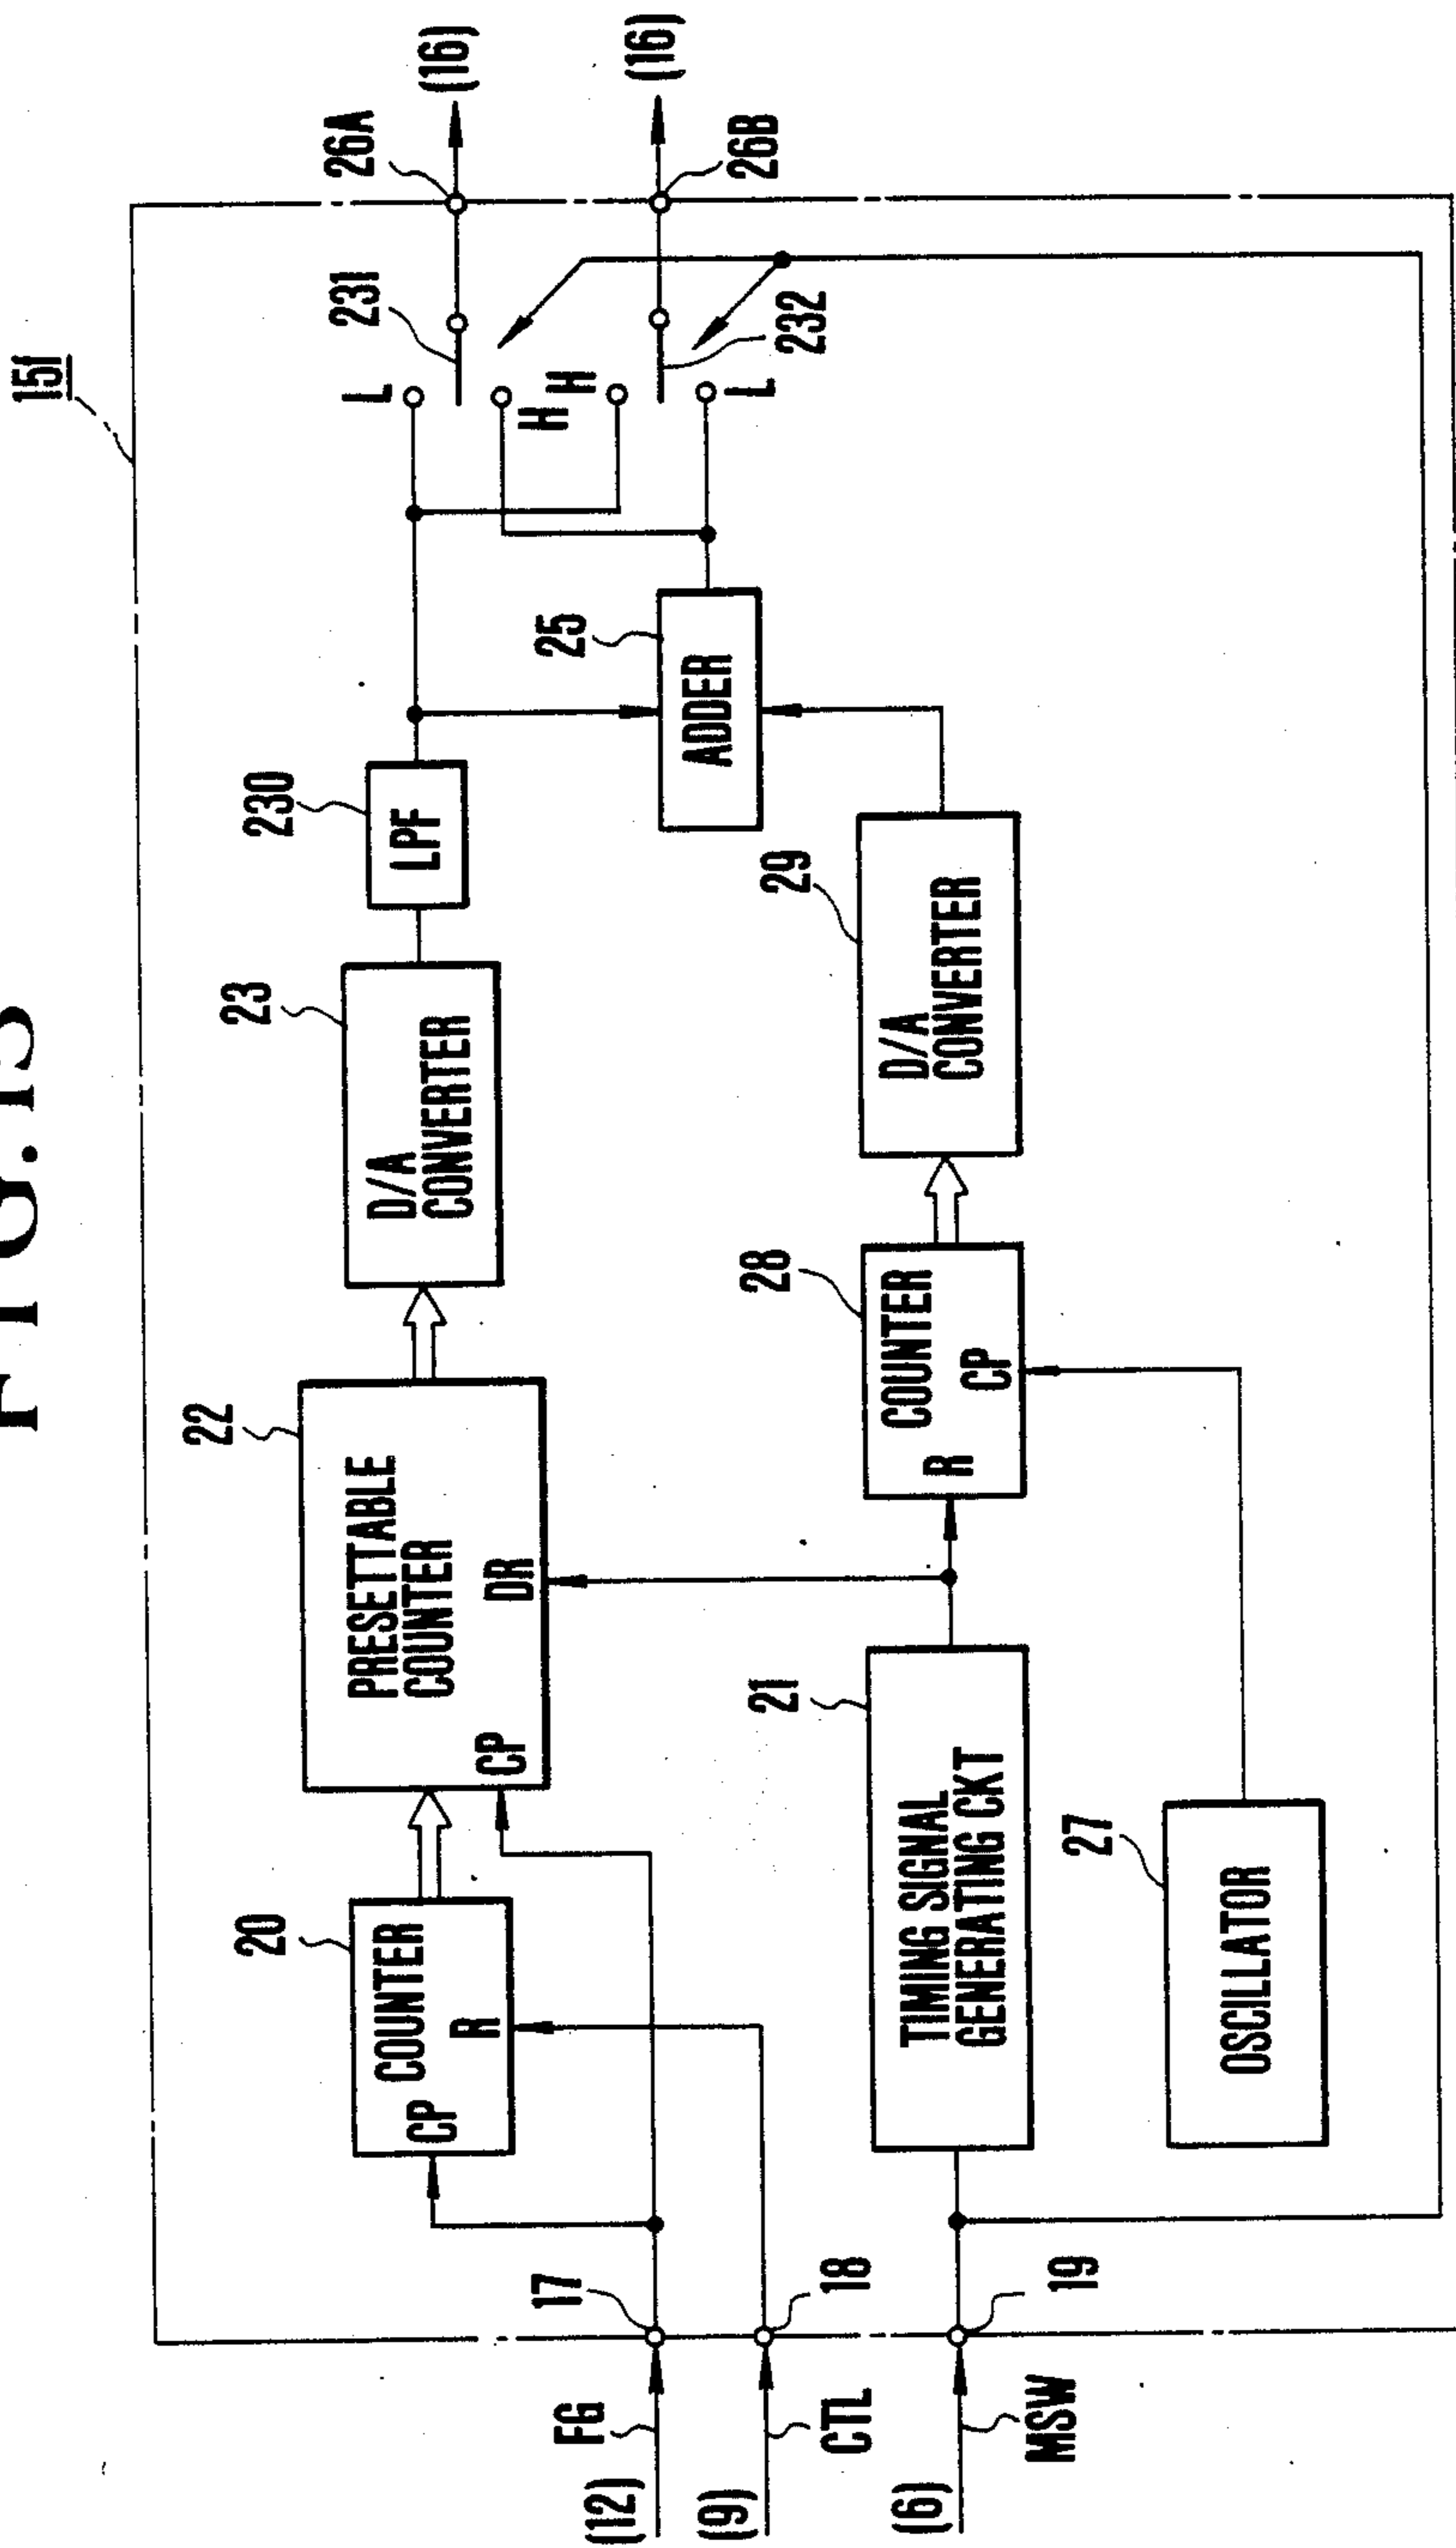 FIG.15
15f
20
COUNTER
CP
R
22
PRESETTABLE
COUNTER
CP
DR
23
D/A
CONVERTER
230
LPF
L
231
26A
(16)
H
H
232
26B
(16)
L
25
ADDER
(12)
FG
17
(9)
CTL
18
(6)
MSW
19
21
TIMING SIGNAL
GENERATING CKT
28
COUNTER
R
CP
29
D/A
CONVERTER
27
OSCILLATOR